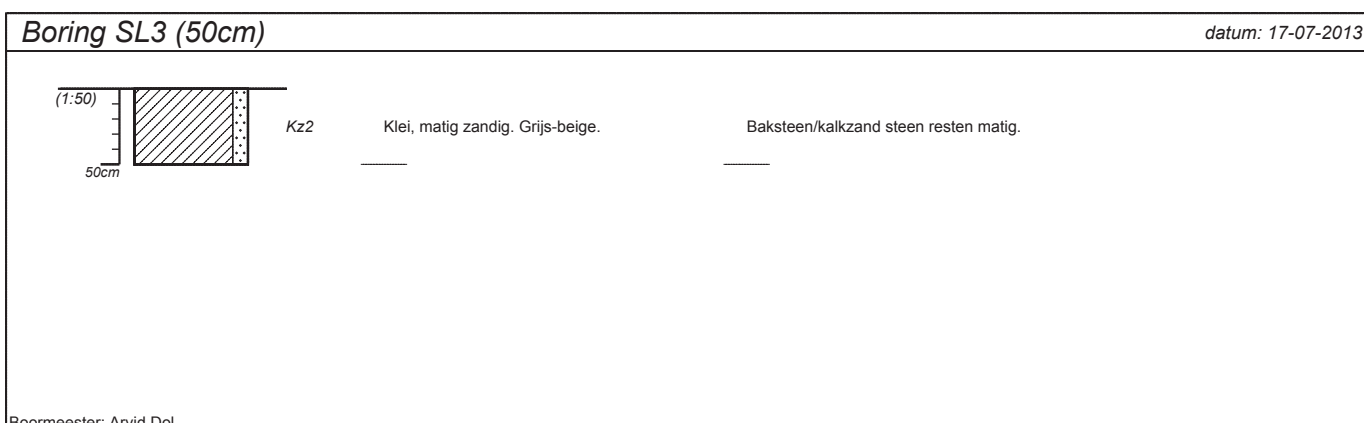 Boring SL3 (50cm)
datum: 17-07-2013
(1:50)
Kz2 Klei, matig zandig. Grijs-beige. Baksteen/kalkzand steen resten matig.
50cm
Boormeester: Arvid Dol